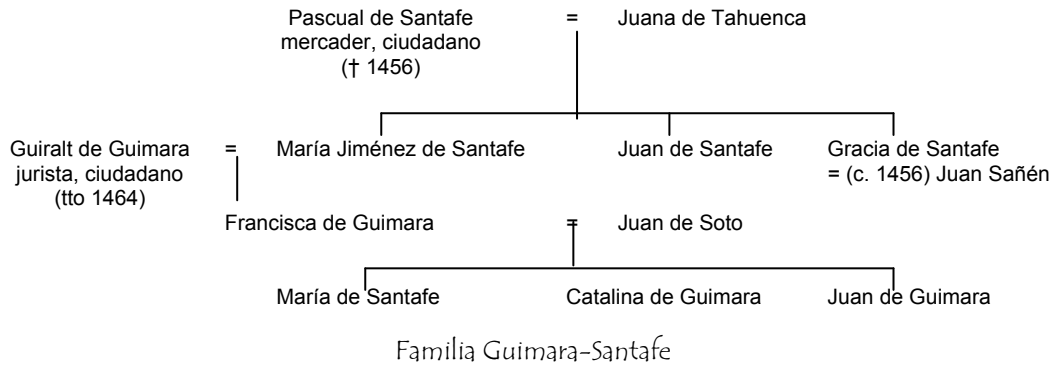 Pascual de Santafe = Juana de Tahuenca
mercader, ciudadano
(† 1456)
Guiralt de Guimara = María Jiménez de Santafe Juan de Santafe Gracia de Santafe
jurista, ciudadano = (c. 1456) Juan Sañén
(tto 1464)
Francisca de Guimara = Juan de Soto
María de Santafe Catalina de Guimara Juan de Guimara
Familia Guimara-Santafe